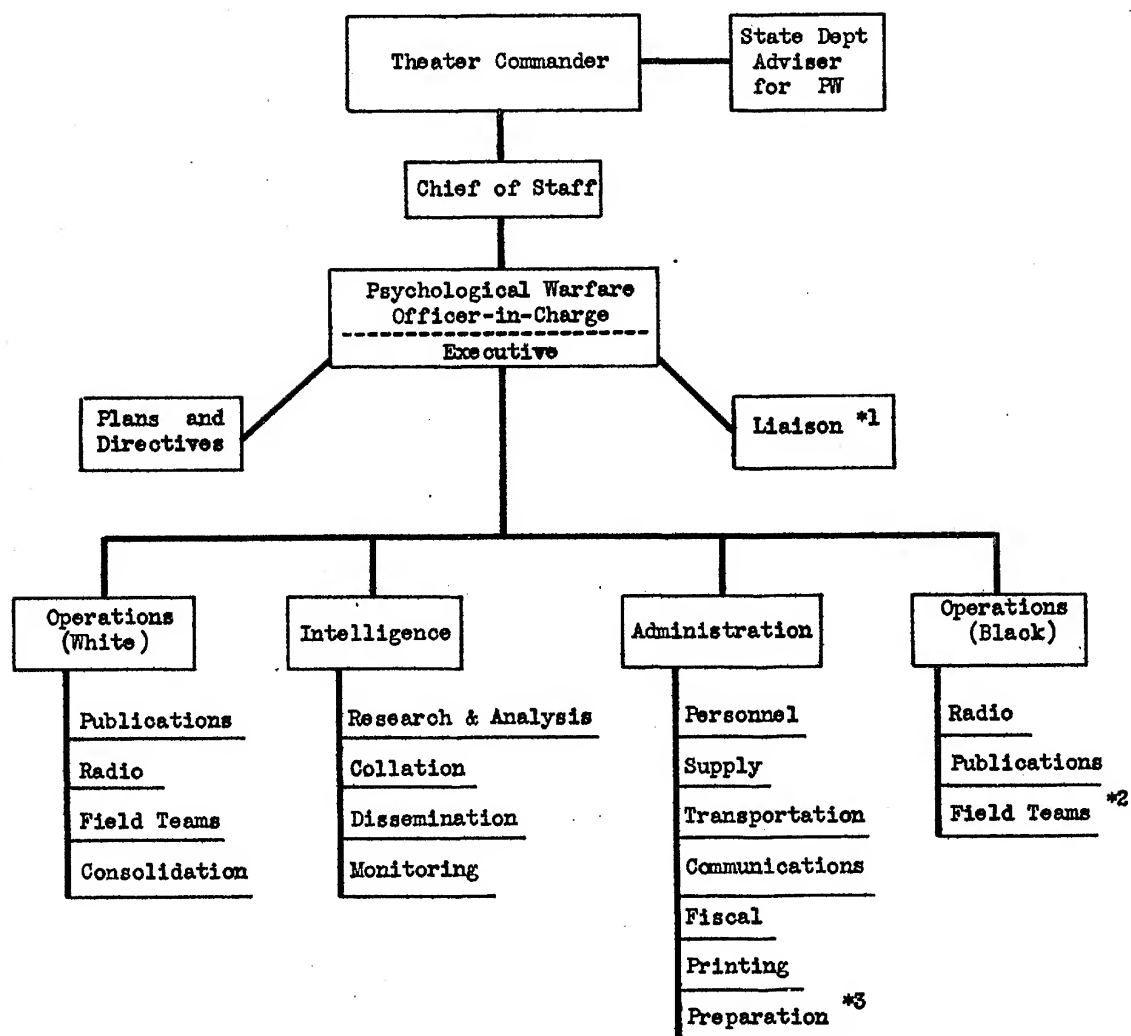 Theater Commander
State Dept
Adviser
for PW
Chief of Staff
Psychological Warfare
Officer-in-Charge
Executive
Plans and
Directives
Liaison *1
Operations
(White)
Publications
Radio
Field Teams
Consolidation
Intelligence
Research & Analysis
Collation
Dissemination
Monitoring
Administration
Personnel
Supply
Transportation
Communications
Fiscal
Printing
Preparation *3
Operations
(Black)
Radio
Publications
Field Teams *2